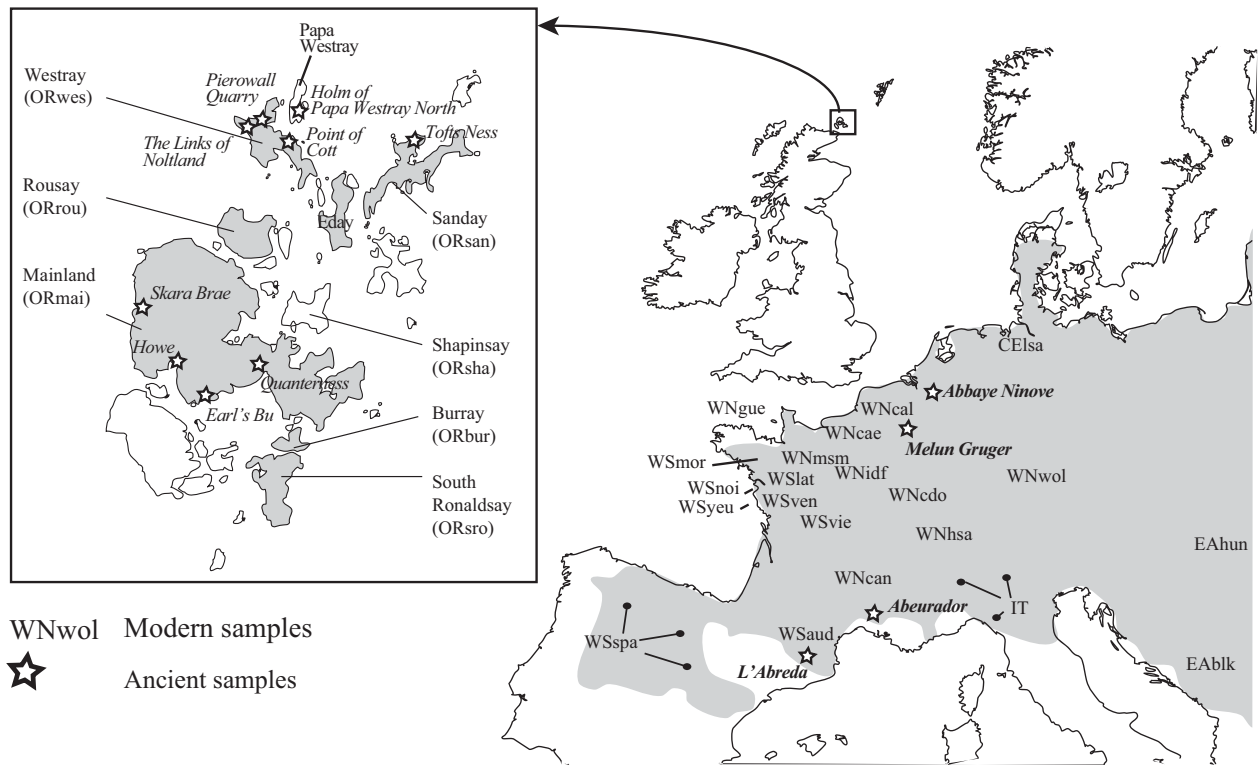 Papa
Westray
Westray
(ORwes)
Pierowall
Quarry
Holm of
Papa Westray North
The Links of
Noltland
Point of
Cott
Tofts Ness
Rousay
(ORrou)
Eday
Sanday
(ORsan)
Mainland
(ORmai)
Skara Brae
Howe
Shapinsay
(ORsha)
Quanterness
Earl's Bu
Burray
(ORbur)
South
Ronaldsay
(ORsro)
CElsa
Abbaye Ninove
WNgue
WNcal
WNcae
Melun Gruger
WSmor
WNmsm
WNidf
WNwol
WSlat
WSnoi
WNcdo
WSyeu
WSven
WSvie
WNhsa
EAhun
WNcan
IT
Abeurador
WSspa
WSaud
L'Abreda
EAblk
WNwol Modern samples
Ancient samples